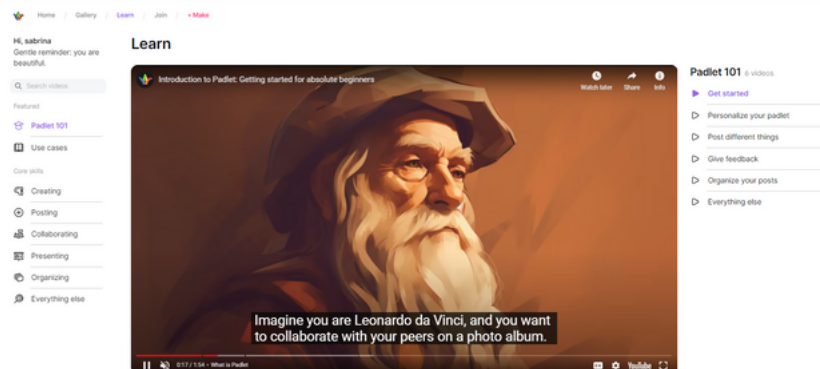 Home / Gallery / Learn / Join / + Make
Hi, sabrina
Gentle reminder: you are
beautiful.
Search videos
Featured
Padlet 101
Use cases
Core skills
Creating
Posting
Collaborating
Presenting
Organizing
Everything else
Learn
Introduction to Padlet: Getting started for absolute beginners
Watch later Share Info
Imagine you are Leonardo da Vinci, and you want
to collaborate with your peers on a photo album.
0:17 / 1:54 • What is Padlet
YouTube
Padlet 101 6 videos
Get started
Personalize your padlet
Post different things
Give feedback
Organize your posts
Everything else